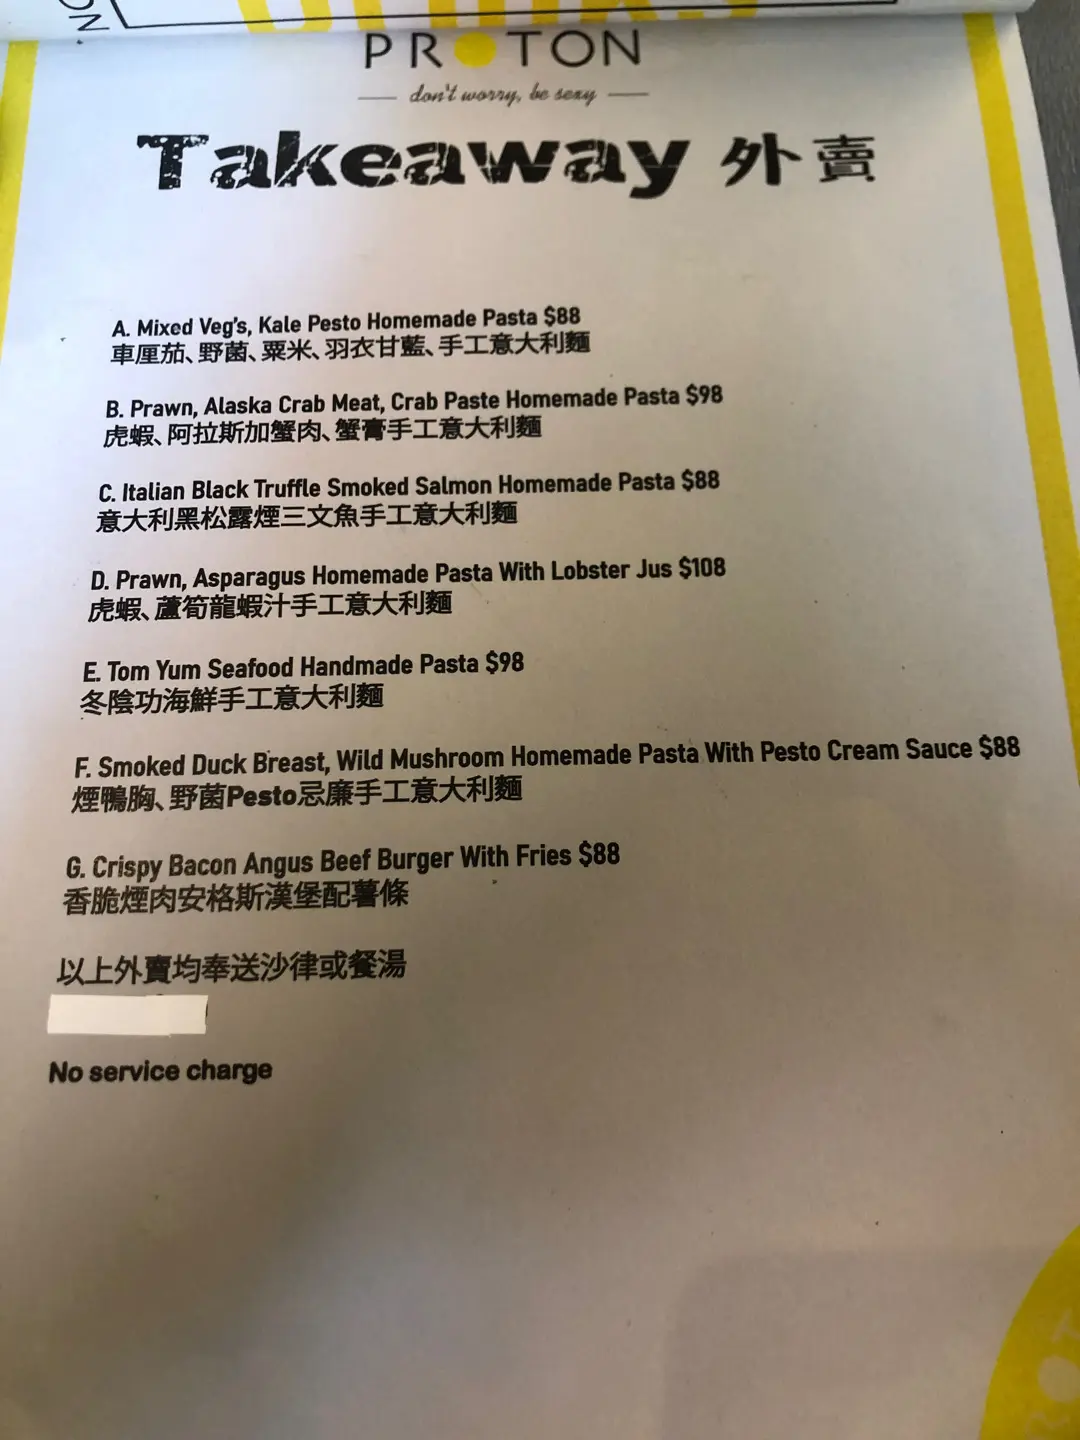 PROTON
don't worry, be sexy
Takeaway 外賣
A. Mixed Veg's, Kale Pesto Homemade Pasta $88
車厘茄、野菌、粟米、羽衣甘藍、手工意大利麵
B. Prawn, Alaska Crab Meat, Crab Paste Homemade Pasta $98
虎蝦、阿拉斯加蟹肉、蟹膏手工意大利麵
C. Italian Black Truffle Smoked Salmon Homemade Pasta $88
意大利黑松露煙三文魚手工意大利麵
D. Prawn, Asparagus Homemade Pasta With Lobster Jus $108
虎蝦、蘆筍龍蝦汁手工意大利麵
E. Tom Yum Seafood Handmade Pasta $98
冬陰功海鮮手工意大利麵
F. Smoked Duck Breast, Wild Mushroom Homemade Pasta With Pesto Cream Sauce $88
煙鴨胸、野菌Pesto忌廉手工意大利麵
G. Crispy Bacon Angus Beef Burger With Fries $88
香脆煙肉安格斯漢堡配薯條
以上外賣均奉送沙律或餐湯
No service charge